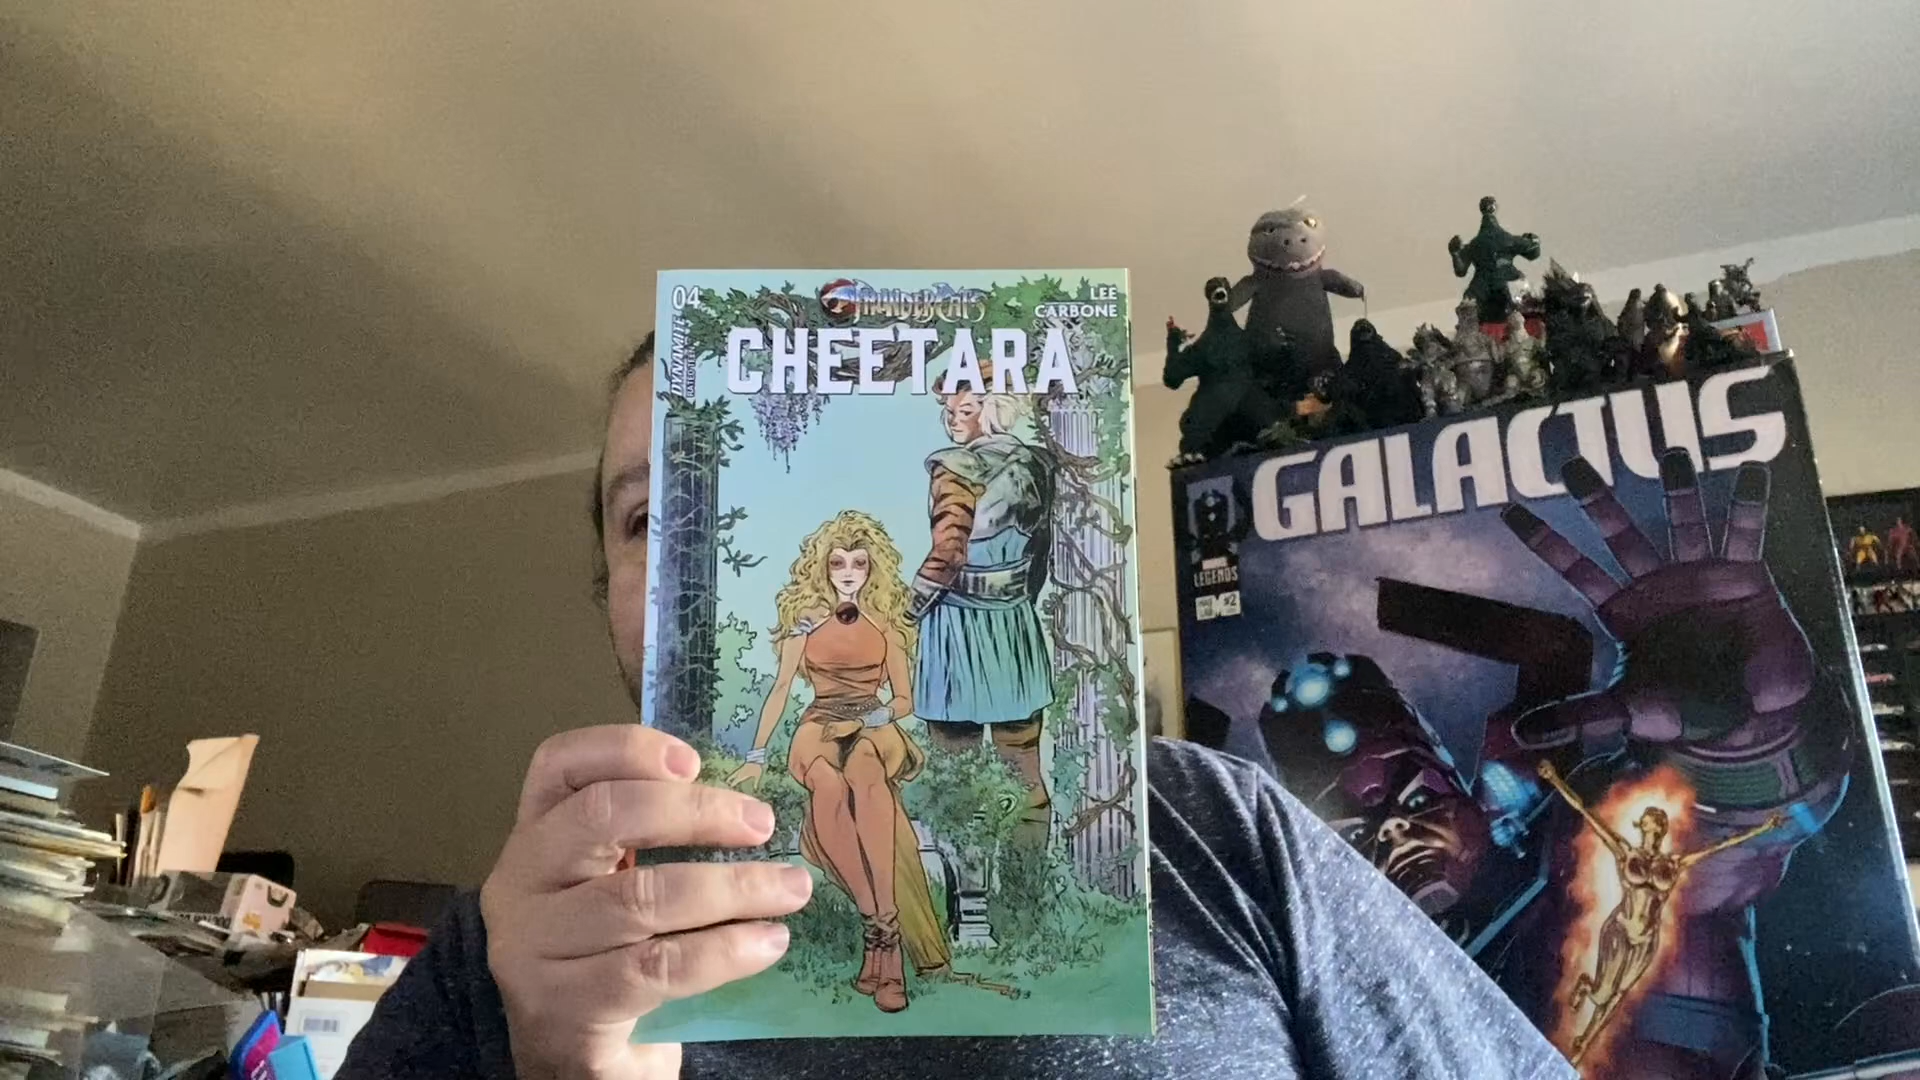 04
THUNDERCATS
LEE
CARBONE
CHEETARA
DYNAMITE
GALACTUS
LEGENDS